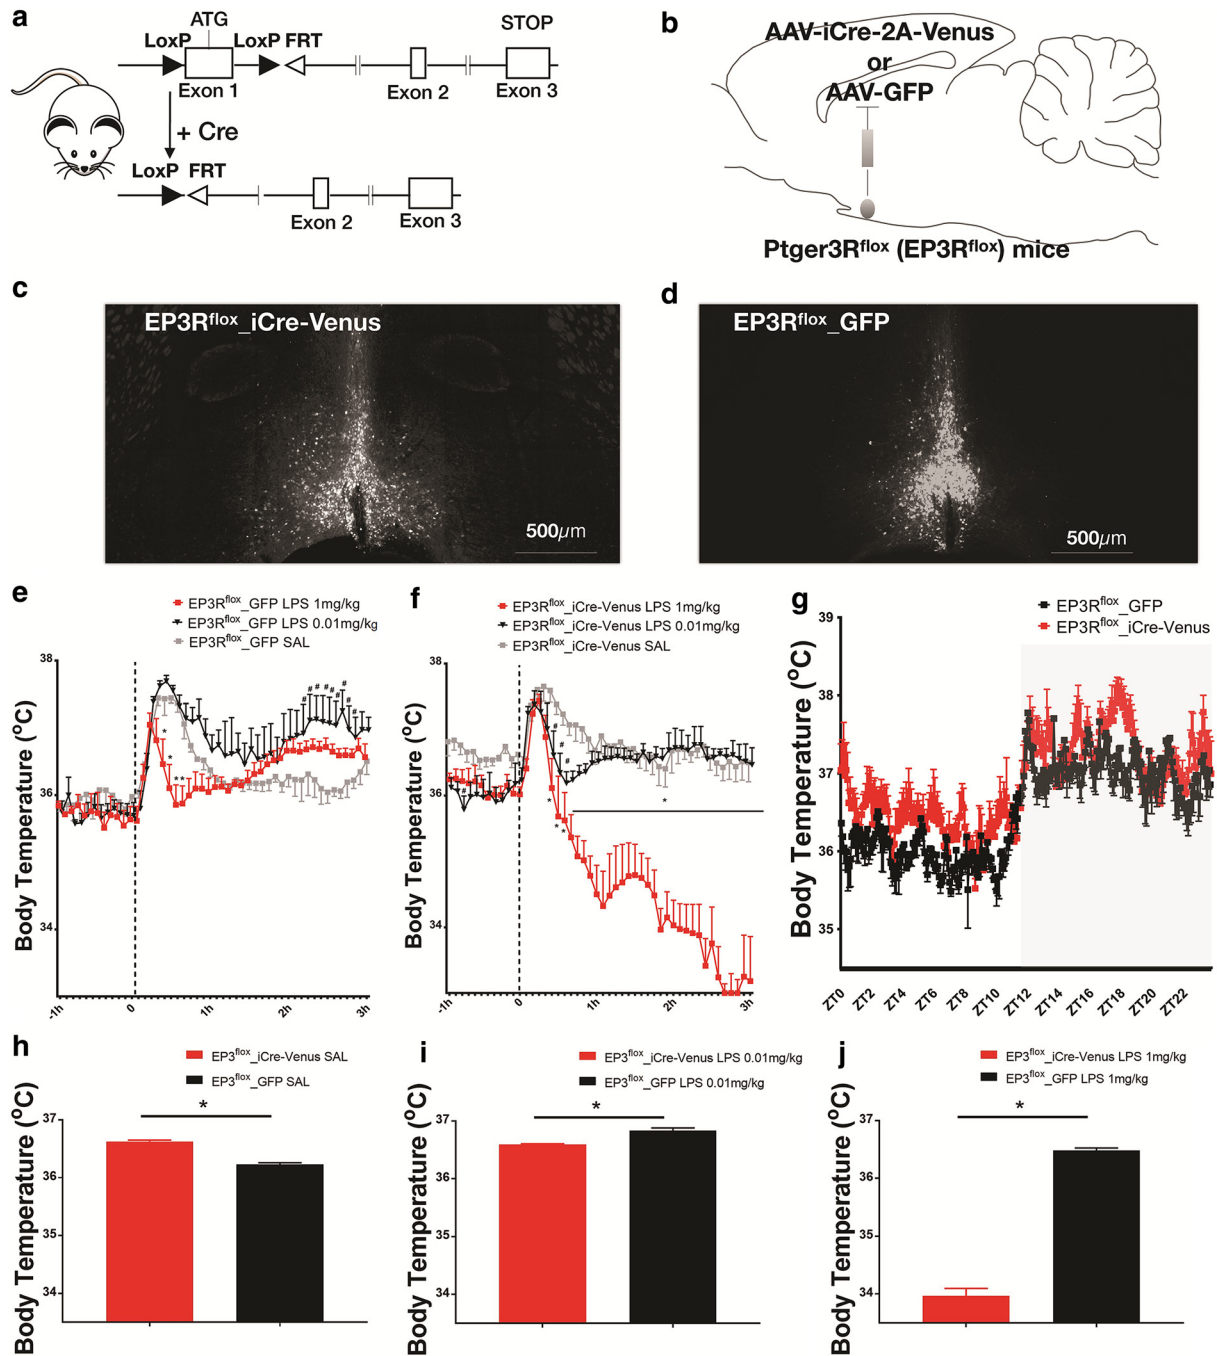 a
ATG
STOP
LoxP
LoxP FRT
Exon 1
Exon 2
Exon 3
+ Cre
LoxP FRT
Exon 2
Exon 3
b
AAV-iCre-2A-Venus
or
AAV-GFP
Ptger3Rflox (EP3Rflox) mice
c
EP3Rflox_iCre-Venus
500μm
d
EP3Rflox_GFP
500μm
e
EP3Rflox_GFP LPS 1mg/kg
EP3Rflox_GFP LPS 0.01mg/kg
EP3Rflox_GFP SAL
Body Temperature (oC)
38
36
34
-1h
0
1h
2h
3h
* * * *
# # # # # # #
f
EP3Rflox_iCre-Venus LPS 1mg/kg
EP3Rflox_iCre-Venus LPS 0.01mg/kg
EP3Rflox_iCre-Venus SAL
Body Temperature (oC)
38
36
34
-1h
0
1h
2h
3h
#
# # #
* * *
*
g
EP3Rflox_GFP
EP3Rflox_iCre-Venus
Body Temperature (oC)
39
38
37
36
35
ZT0
ZT2
ZT4
ZT6
ZT8
ZT10
ZT12
ZT14
ZT16
ZT18
ZT20
ZT22
h
EP3flox_iCre-Venus SAL
EP3flox_GFP SAL
Body Temperature (oC)
37
36
35
34
*
i
EP3flox_iCre-Venus LPS 0.01mg/kg
EP3flox_GFP LPS 0.01mg/kg
Body Temperature (oC)
37
36
35
34
*
j
EP3flox_iCre-Venus LPS 1mg/kg
EP3flox_GFP LPS 1mg/kg
Body Temperature (oC)
37
36
35
34
*